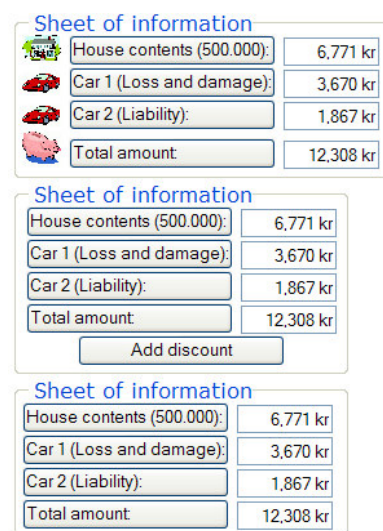 Sheet of information
House contents (500.000): 6,771 kr
Car 1 (Loss and damage): 3,670 kr
Car 2 (Liability): 1,867 kr
Total amount: 12,308 kr
Sheet of information
House contents (500.000): 6,771 kr
Car 1 (Loss and damage): 3,670 kr
Car 2 (Liability): 1,867 kr
Total amount: 12,308 kr
Add discount
Sheet of information
House contents (500.000): 6,771 kr
Car 1 (Loss and damage): 3,670 kr
Car 2 (Liability): 1,867 kr
Total amount: 12,308 kr